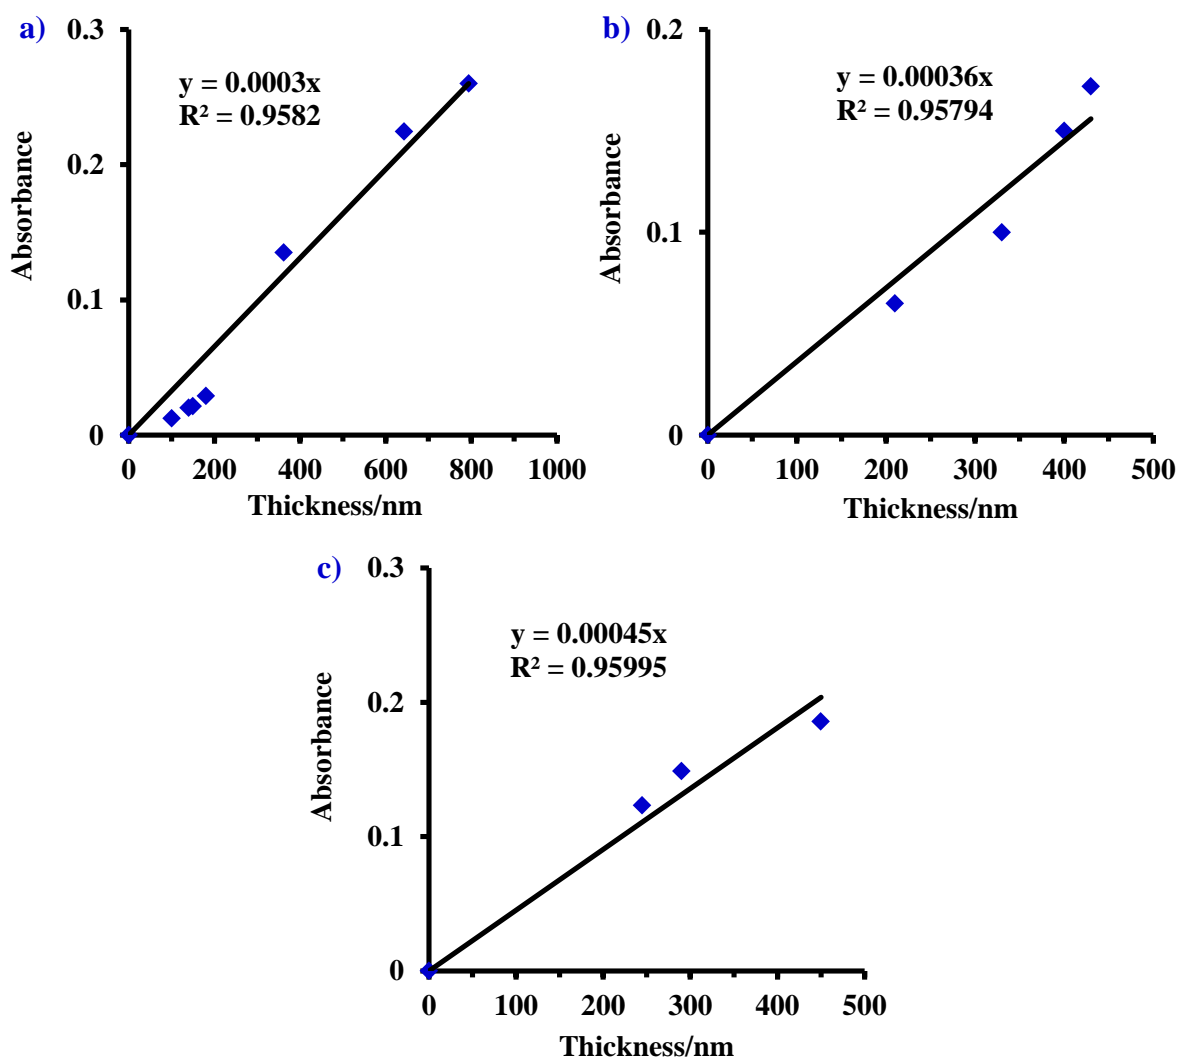 a)
y = 0.0003x
R² = 0.9582
Absorbance
0.3
0.2
0.1
0
0 200 400 600 800 1000
Thickness/nm
b)
y = 0.00036x
R² = 0.95794
Absorbance
0.2
0.1
0
0 100 200 300 400 500
Thickness/nm
c)
y = 0.00045x
R² = 0.95995
Absorbance
0.3
0.2
0.1
0
0 100 200 300 400 500
Thickness/nm